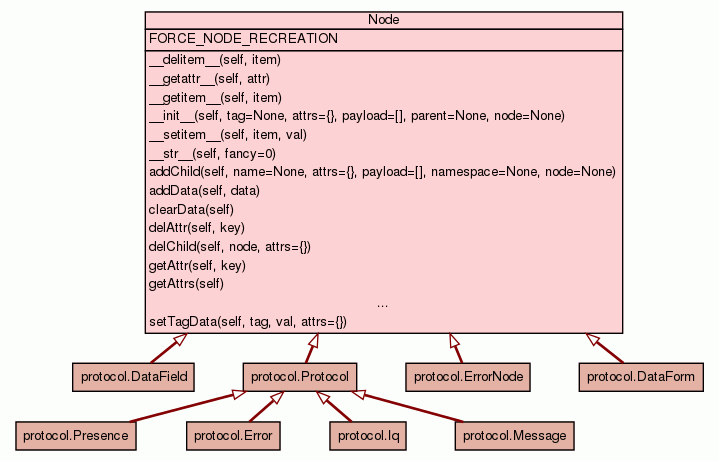 Node
FORCE_NODE_RECREATION
__delitem__(self, item)
__getattr__(self, attr)
__getitem__(self, item)
__init__(self, tag=None, attrs={}, payload=[], parent=None, node=None)
__setitem__(self, item, val)
__str__(self, fancy=0)
addChild(self, name=None, attrs={}, payload=[], namespace=None, node=None)
addData(self, data)
clearData(self)
delAttr(self, key)
delChild(self, node, attrs={})
getAttr(self, key)
getAttrs(self)
...
setTagData(self, tag, val, attrs={})
protocol.DataField
protocol.Protocol
protocol.ErrorNode
protocol.DataForm
protocol.Presence
protocol.Error
protocol.Iq
protocol.Message